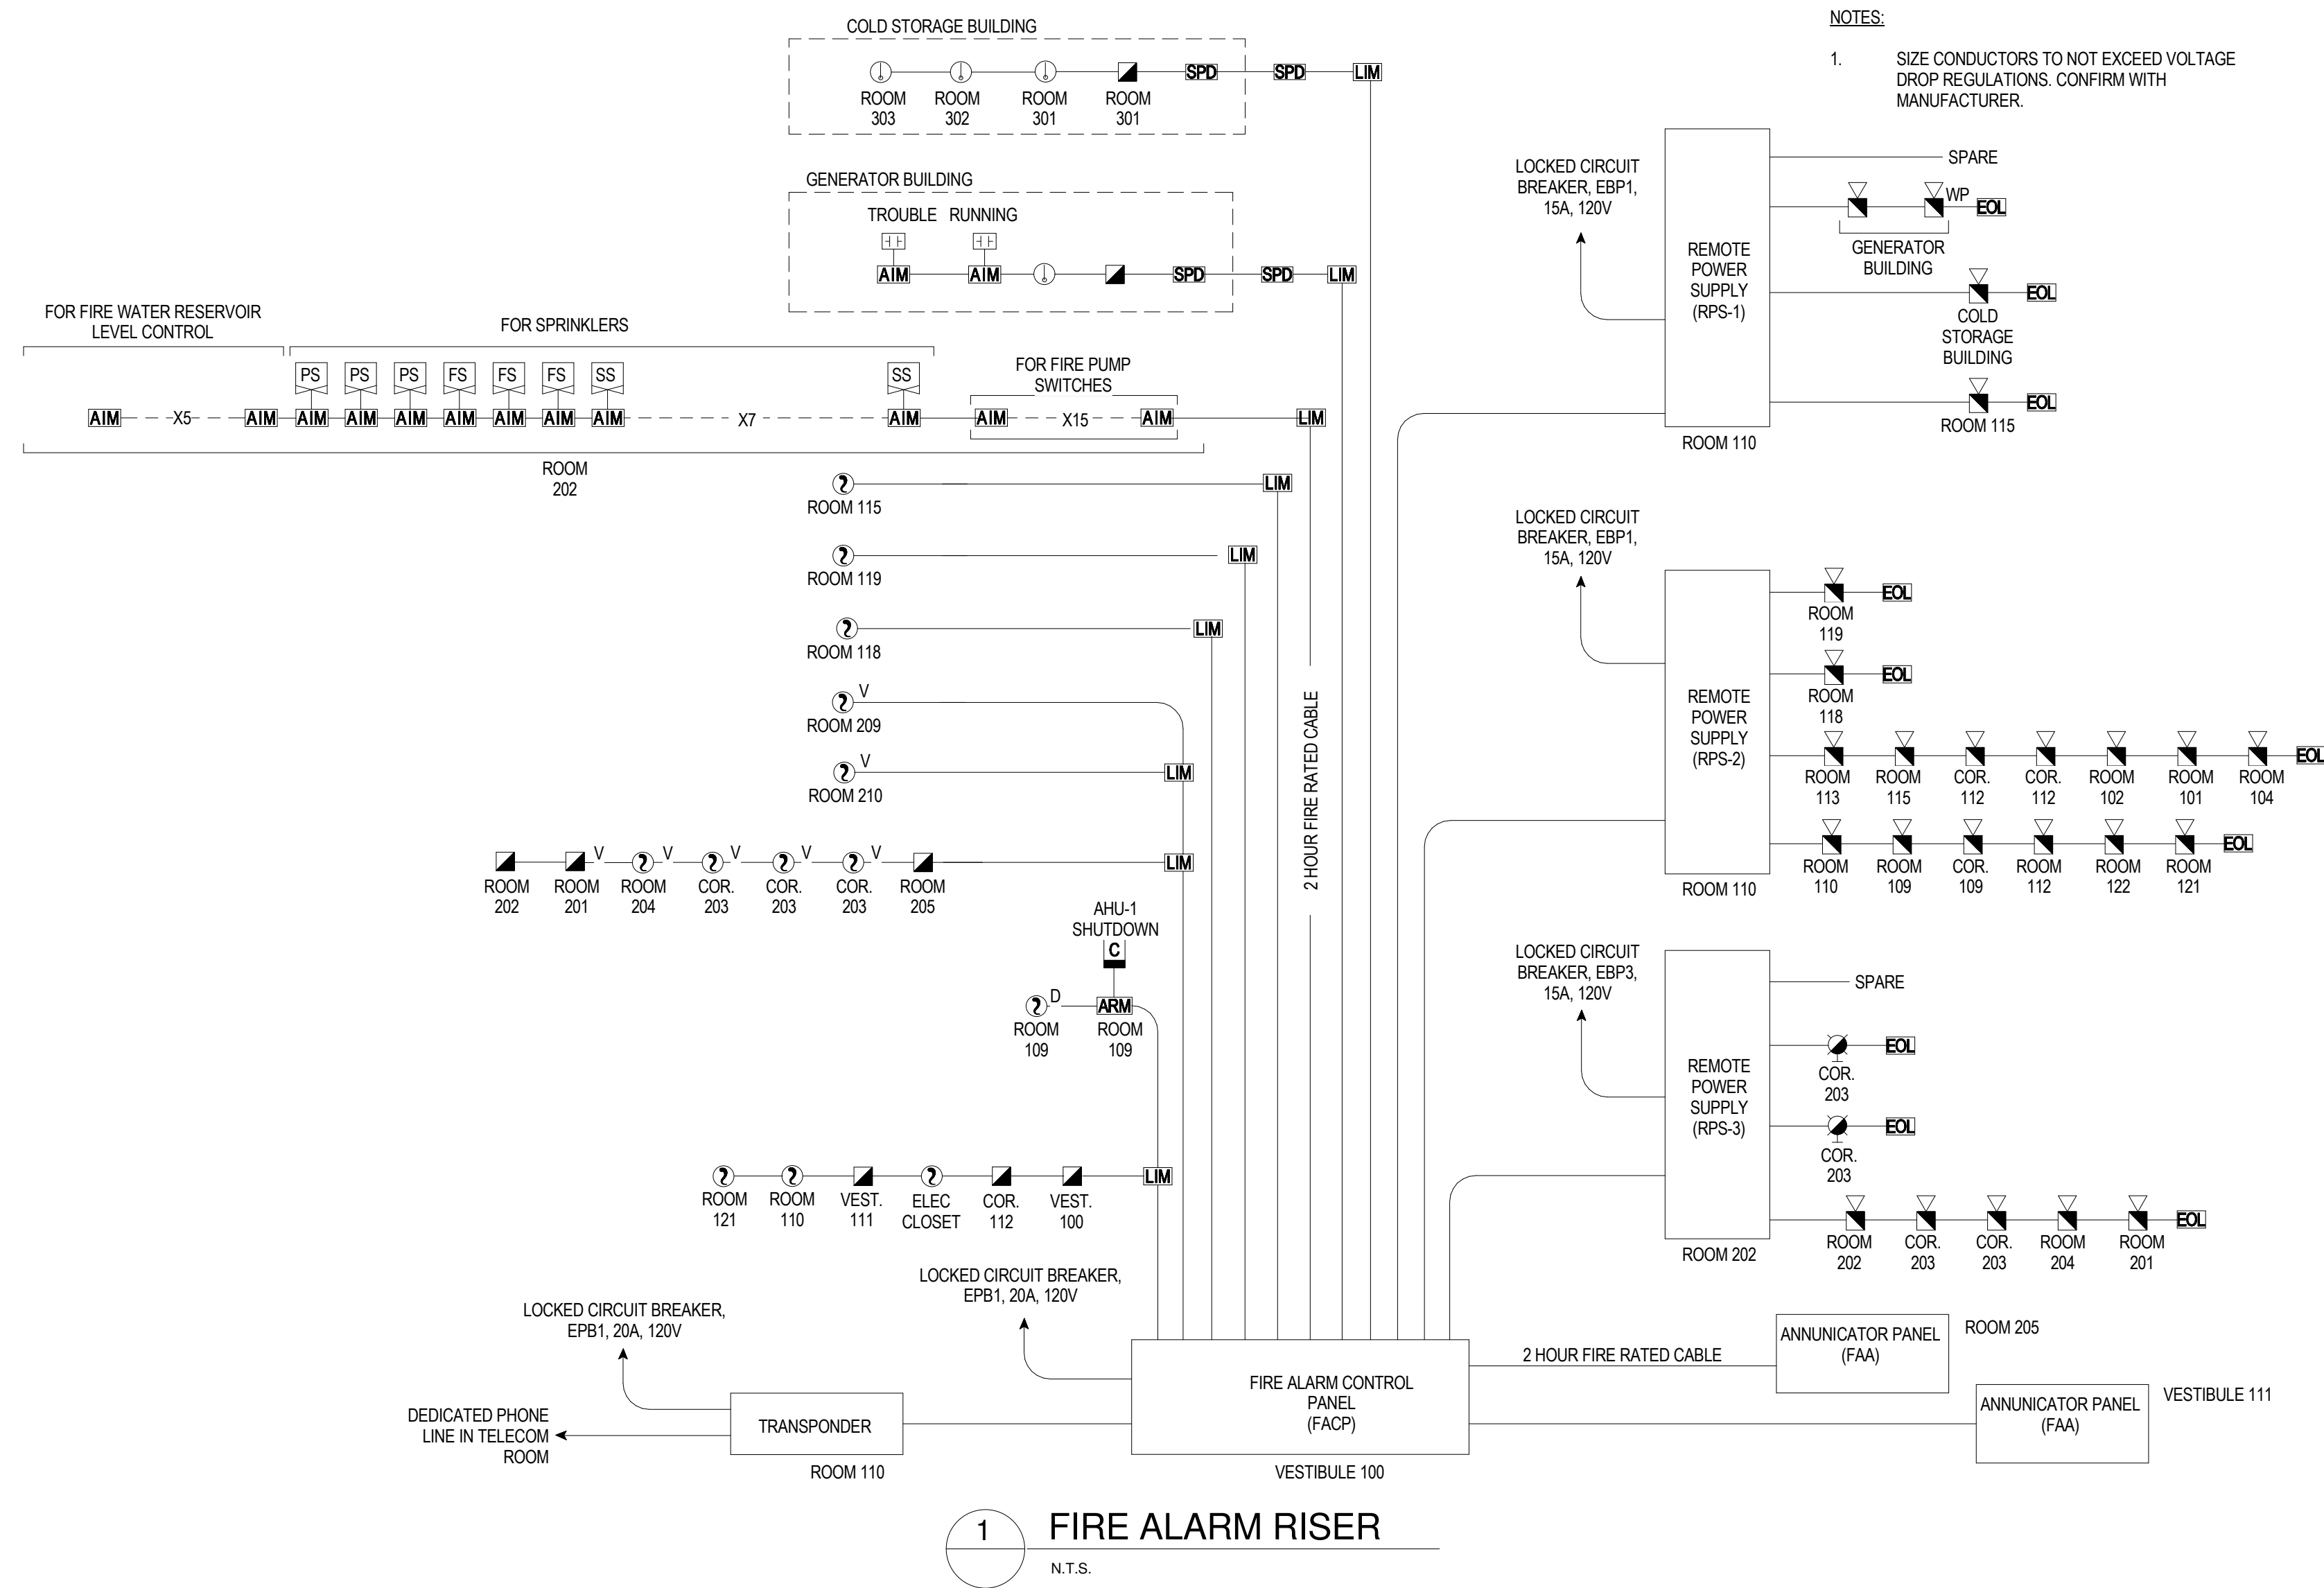 NOTES:
1. SIZE CONDUCTORS TO NOT EXCEED VOLTAGE
DROP REGULATIONS. CONFIRM WITH
MANUFACTURER.
COLD STORAGE BUILDING
SPD SPD LIM
ROOM 303
ROOM 302
ROOM 301
ROOM 301
GENERATOR BUILDING
TROUBLE RUNNING
AIM AIM SPD SPD LIM
FOR FIRE WATER RESERVOIR
LEVEL CONTROL
FOR SPRINKLERS
FOR FIRE PUMP
SWITCHES
PS PS PS FS FS FS SS SS
AIM X5 AIM AIM AIM AIM AIM AIM AIM AIM X7 AIM AIM X15 AIM LIM
ROOM
202
LIM
ROOM 115
LIM
ROOM 119
LIM
ROOM 118
V
ROOM 209
V
LIM
ROOM 210
2 HOUR FIRE RATED CABLE
V V V V V LIM
ROOM 202
ROOM 201
ROOM 204
COR. 203
COR. 203
COR. 203
ROOM 205
AHU-1
SHUTDOWN
C
D ARM
ROOM 109
ROOM 109
LIM
ROOM 121
ROOM 110
VEST. 111
ELEC CLOSET
COR. 112
VEST. 100
LOCKED CIRCUIT
BREAKER, EBP1,
15A, 120V
REMOTE
POWER
SUPPLY
(RPS-1)
ROOM 110
SPARE
WP EOL
GENERATOR
BUILDING
EOL
COLD
STORAGE
BUILDING
EOL
ROOM 115
LOCKED CIRCUIT
BREAKER, EBP1,
15A, 120V
REMOTE
POWER
SUPPLY
(RPS-2)
ROOM 110
EOL
ROOM
119
EOL
ROOM
118
EOL
ROOM 113
ROOM 115
COR. 112
COR. 112
ROOM 102
ROOM 101
ROOM 104
EOL
ROOM 110
ROOM 109
COR. 109
ROOM 112
ROOM 122
ROOM 121
LOCKED CIRCUIT
BREAKER, EBP3,
15A, 120V
REMOTE
POWER
SUPPLY
(RPS-3)
ROOM 202
SPARE
EOL
COR.
203
EOL
COR.
203
EOL
ROOM 202
COR. 203
COR. 203
ROOM 204
ROOM 201
LOCKED CIRCUIT BREAKER,
EPB1, 20A, 120V
LOCKED CIRCUIT BREAKER,
EPB1, 20A, 120V
DEDICATED PHONE
LINE IN TELECOM
ROOM
TRANSPONDER
ROOM 110
FIRE ALARM CONTROL
PANEL
(FACP)
VESTIBULE 100
2 HOUR FIRE RATED CABLE
ANNUNICATOR PANEL
(FAA)
ROOM 205
ANNUNICATOR PANEL
(FAA)
VESTIBULE 111
1 FIRE ALARM RISER
N.T.S.